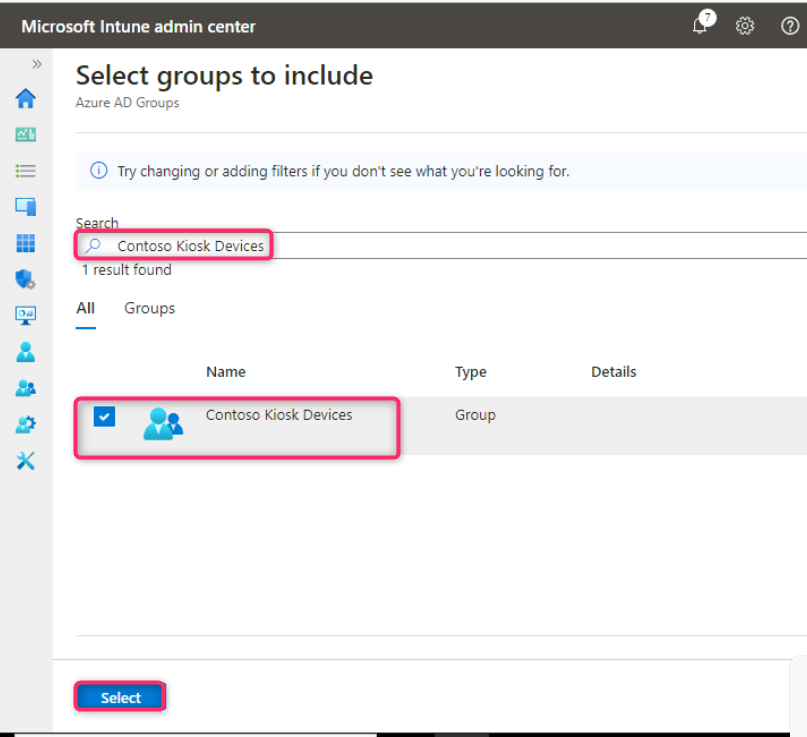 Microsoft Intune admin center
7
Select groups to include
Azure AD Groups
Try changing or adding filters if you don't see what you're looking for.
Search
Contoso Kiosk Devices
1 result found
All Groups
Name Type Details
Contoso Kiosk Devices Group
Select